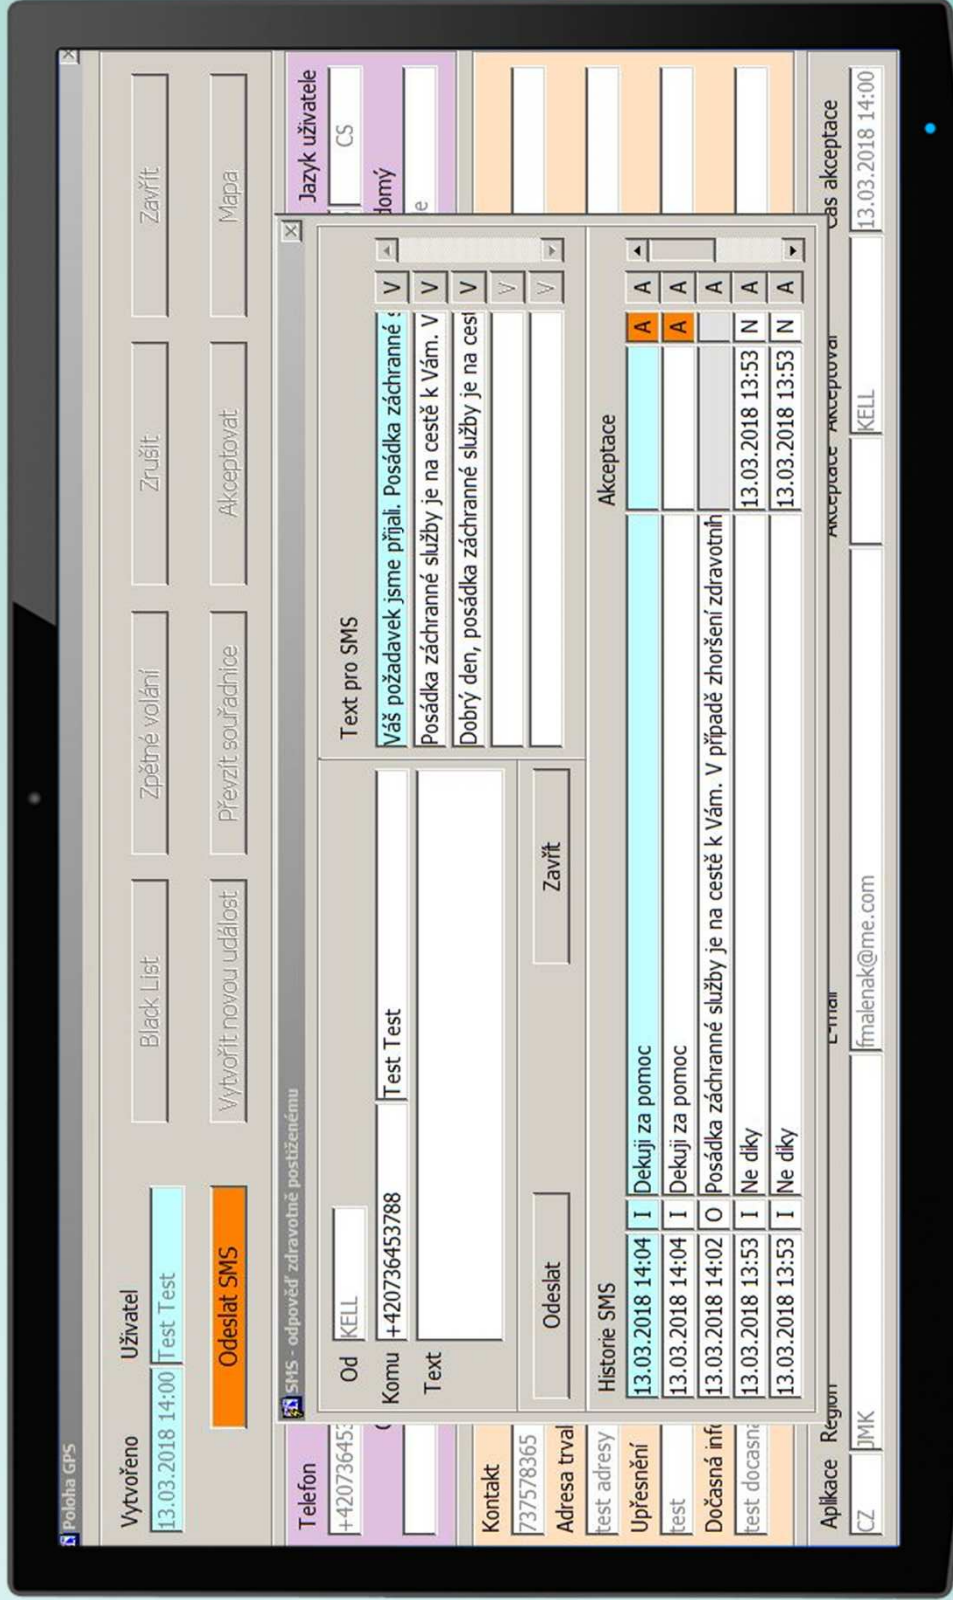 Poloha GPS
Vytvořeno Uživatel
13.03.2018 14:00 Test Test Black List Zpětné volání Zrušit Zavřít
Odeslat SMS Vytvořit novou událost Převzít souřadnice Akceptovat Mapa
Telefon Jazyk uživatele
+42073645 CS
domý
e
SMS - odpověď zdravotně postiženému
Od KELL Text pro SMS
Komu +420736453788 Test Test
Text
Váš požadavek jsme přijali. Posádka záchranné s V
Posádka záchranné služby je na cestě k Vám. V V
Dobrý den, posádka záchranné služby je na cest V
V
V
Odeslat Zavřít
Historie SMS Akceptace
13.03.2018 14:04 I Dekuji za pomoc A A
13.03.2018 14:04 I Dekuji za pomoc A A
13.03.2018 14:02 O Posádka záchranné služby je na cestě k Vám. V případě zhoršení zdravotníh A
13.03.2018 13:53 I Ne diky 13.03.2018 13:53 N A
13.03.2018 13:53 I Ne diky 13.03.2018 13:53 N A
Kontakt
737578365
Adresa trval
test adresy
Upřesnění
test
Dočasná info
test docasna
Aplikace Region E-mail Akceptace Akceptoval Čas akceptace
CZ JMK fmalenak@me.com KELL 13.03.2018 14:00